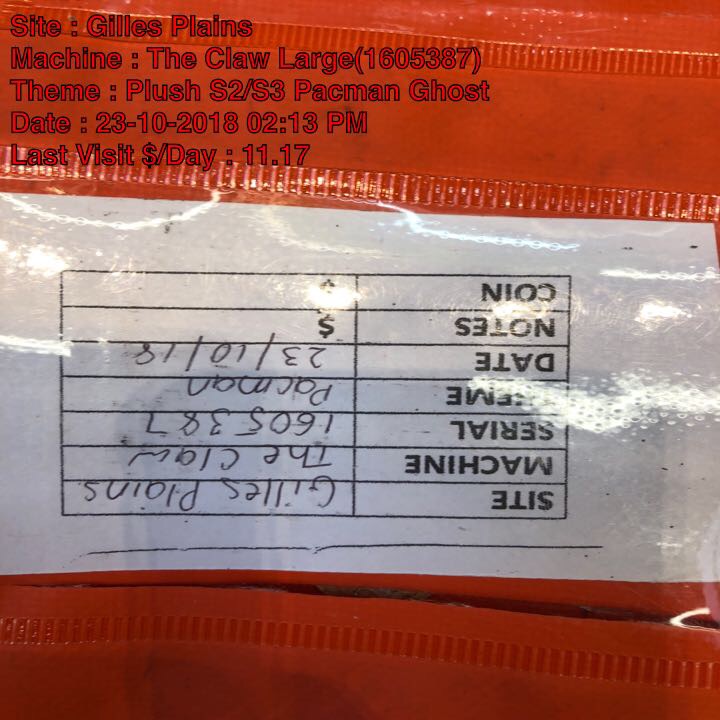 Site : Gilles Plains
Machine : The Claw Large(1605387)
Theme : Plush S2/S3 Pacman Ghost
Date : 23-10-2018 02:13 PM
Last Visit $/Day : 11.17
SITE Gilles Plains
MACHINE The Claw
SERIAL 1605387
THEME Pacman
DATE 23/10/18
NOTES $
COIN